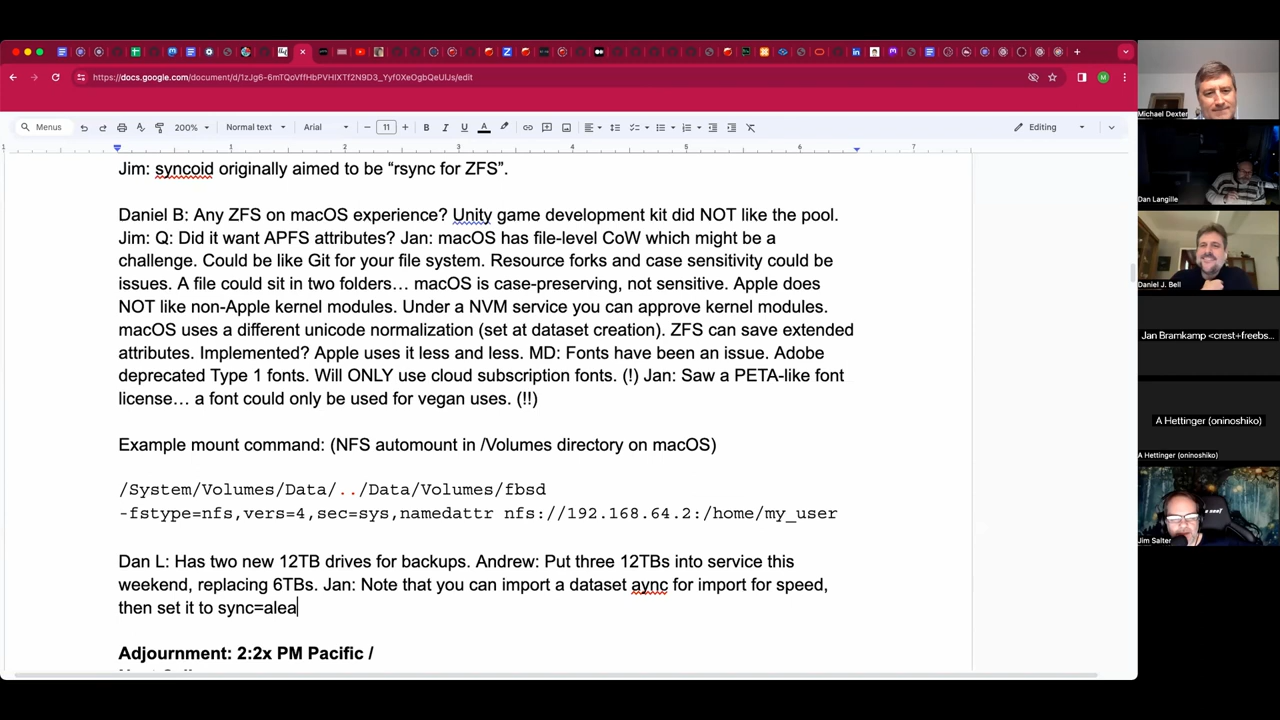 https://docs.google.com/document/d/1zJg6-6mTQoVffHbPVHIXTf2N9D3_Yyf0XeOgbQeUIJs/edit
M
Menus
200%
Normal text
Arial
11
Editing
1
1
2
3
4
5
6
7
Jim: syncoid originally aimed to be “rsync for ZFS”.
Daniel B: Any ZFS on macOS experience? Unity game development kit did NOT like the pool.
Jim: Q: Did it want APFS attributes? Jan: macOS has file-level CoW which might be a
challenge. Could be like Git for your file system. Resource forks and case sensitivity could be
issues. A file could sit in two folders… macOS is case-preserving, not sensitive. Apple does
NOT like non-Apple kernel modules. Under a NVM service you can approve kernel modules.
macOS uses a different unicode normalization (set at dataset creation). ZFS can save extended
attributes. Implemented? Apple uses it less and less. MD: Fonts have been an issue. Adobe
deprecated Type 1 fonts. Will ONLY use cloud subscription fonts. (!) Jan: Saw a PETA-like font
license… a font could only be used for vegan uses. (!!)
Example mount command: (NFS automount in /Volumes directory on macOS)
/System/Volumes/Data/../Data/Volumes/fbsd
-fstype=nfs,vers=4,sec=sys,namedattr nfs://192.168.64.2:/home/my_user
Dan L: Has two new 12TB drives for backups. Andrew: Put three 12TBs into service this
weekend, replacing 6TBs. Jan: Note that you can import a dataset aync for import for speed,
then set it to sync=alea
Adjournment: 2:2x PM Pacific /
Michael Dexter
Dan Langille
Daniel J. Bell
Jan Bramkamp <crest+freebs...
A Hettinger (oninoshiko)
A Hettinger (oninoshiko)
Jim Salter